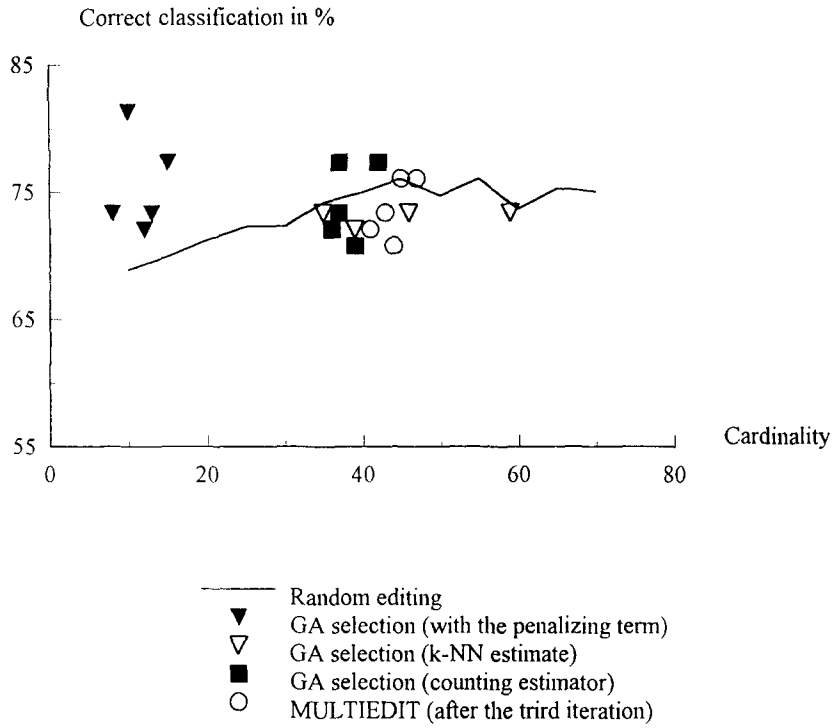 Correct classification in %
85
75
65
55
0 20 40 60 80
Cardinality
Random editing
GA selection (with the penalizing term)
GA selection (k-NN estimate)
GA selection (counting estimator)
MULTIEDIT (after the trird iteration)